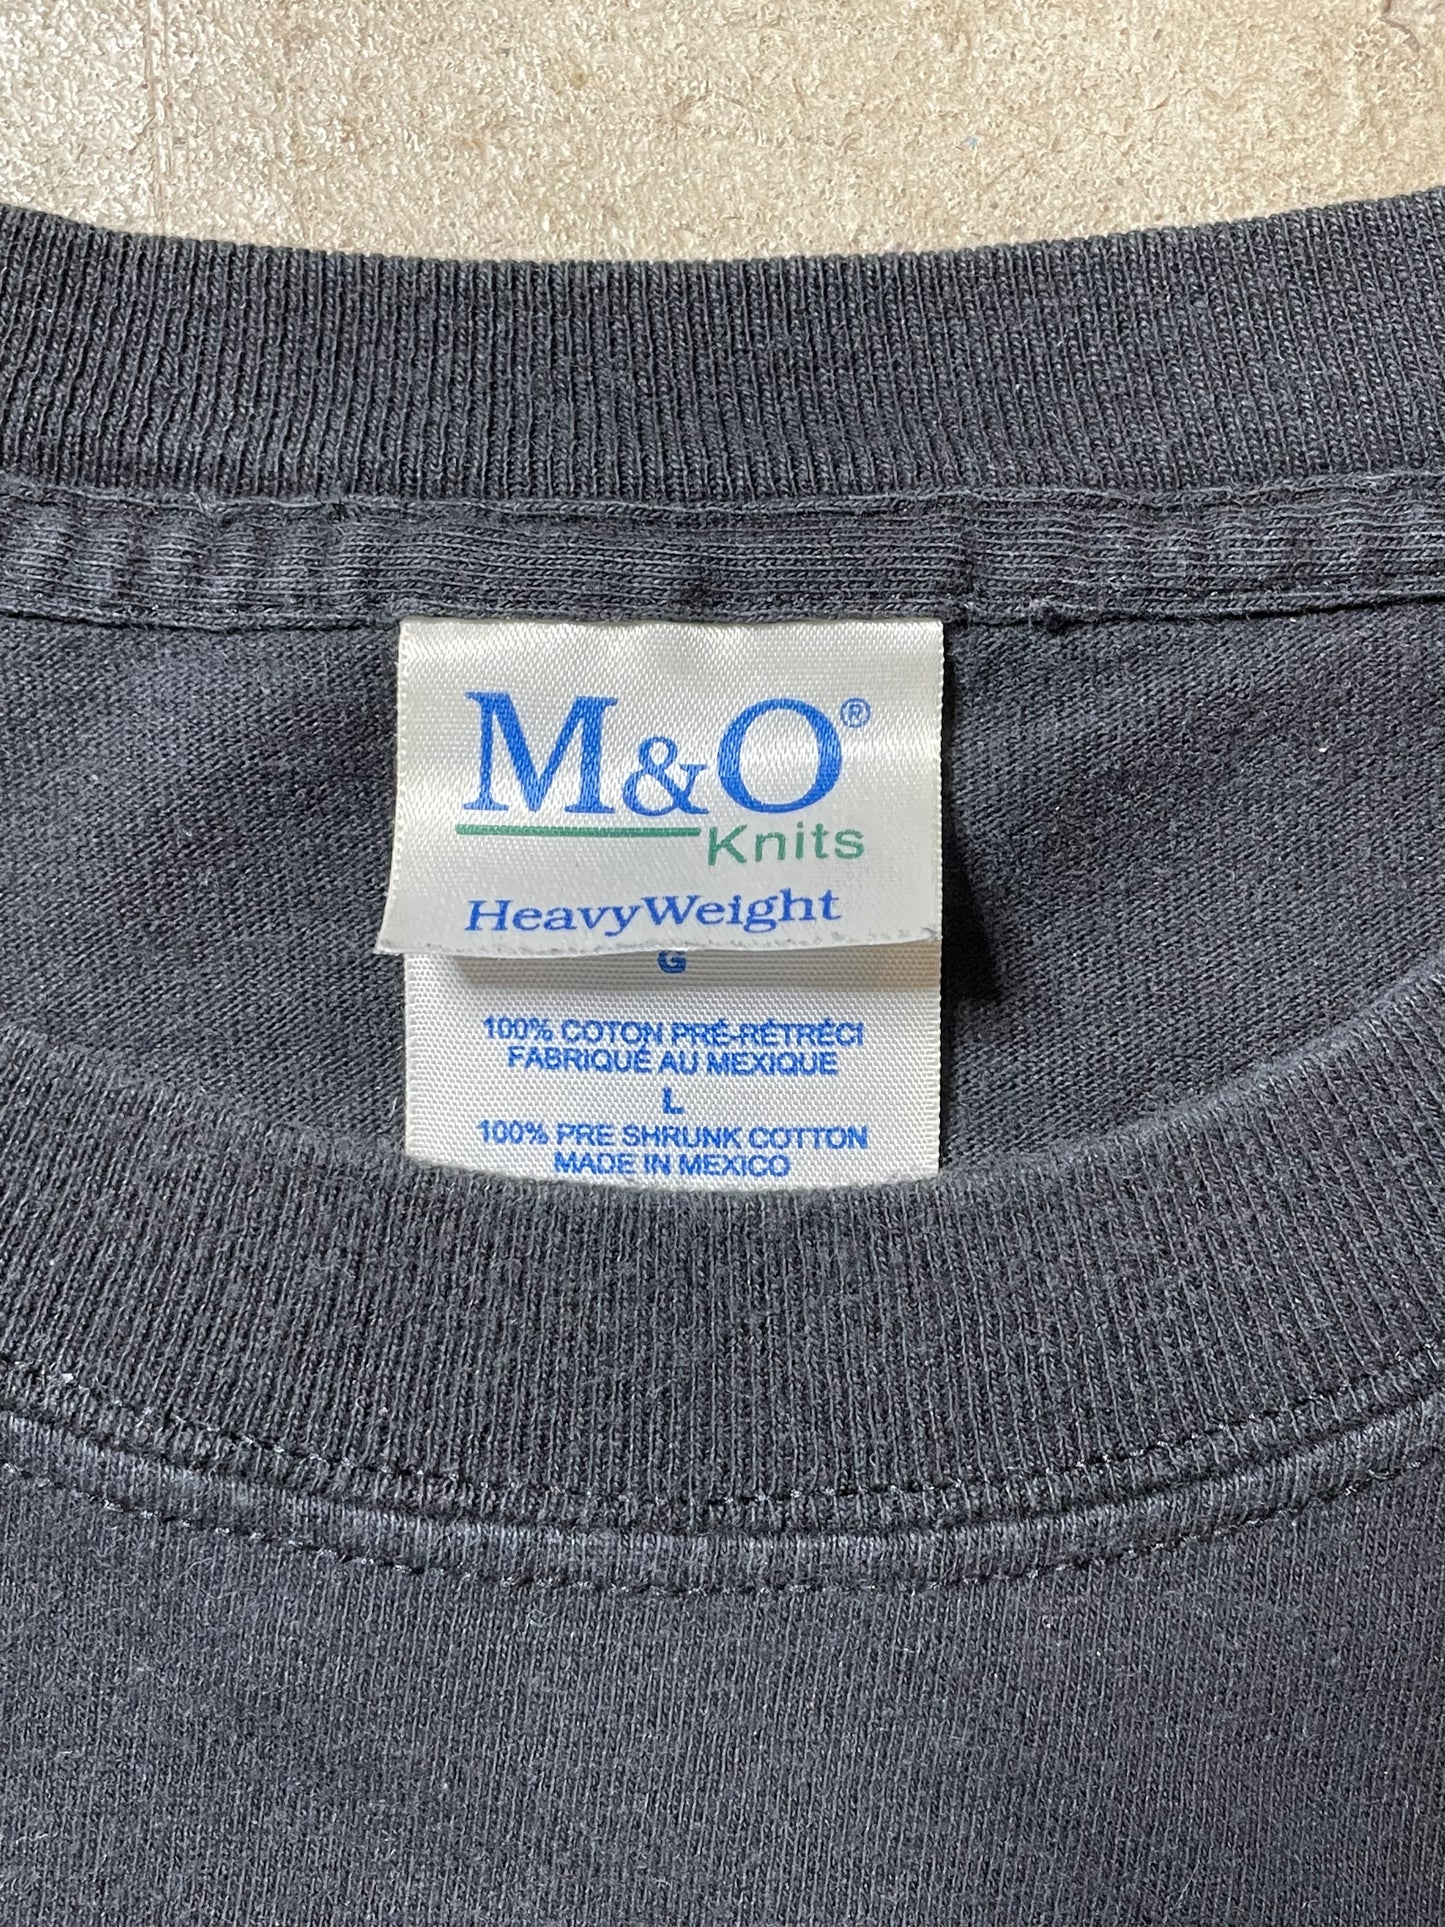 M&O®
Knits
HeavyWeight
G
100% COTON PRÉ-RÉTRÉCI
FABRIQUÉ AU MEXIQUE
L
100% PRE SHRUNK COTTON
MADE IN MEXICO